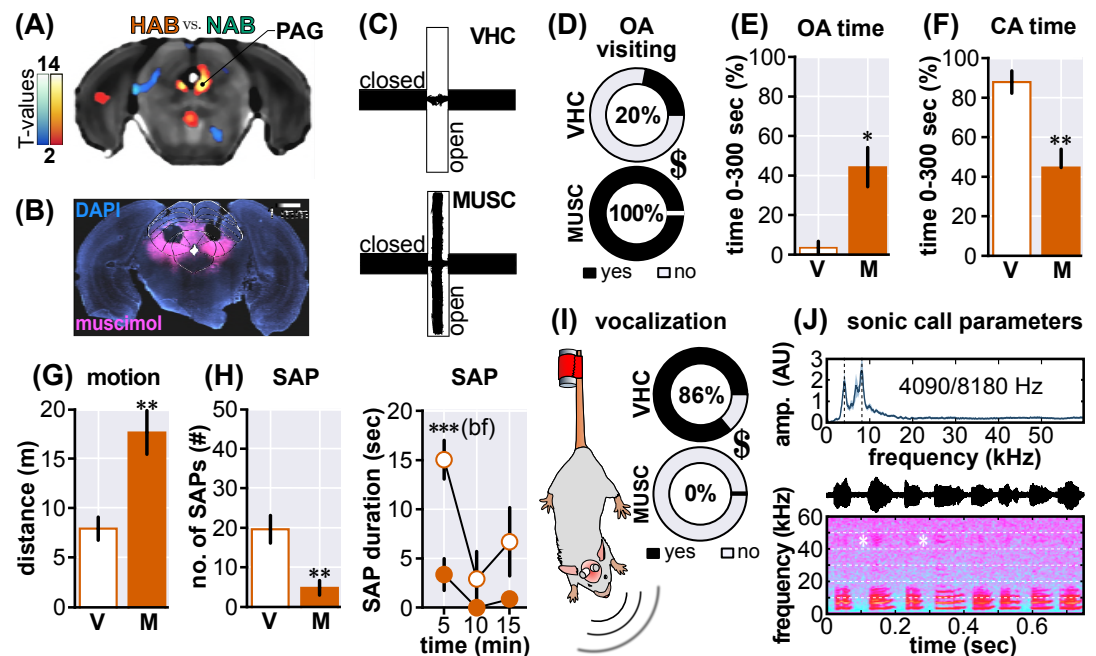 (A)
HAB vs. NAB
PAG
14
T-values
2
(B)
DAPI
muscimol
(C)
VHC
closed
open
MUSC
closed
open
(D)
OA
visiting
VHC
20%
$
MUSC
100%
yes no
(E)
OA time
time 0-300 sec (%)
100
80
60
40
20
0
*
V M
(F)
CA time
time 0-300 sec (%)
100
80
60
40
20
0
**
V M
(G)
motion
distance (m)
20
15
10
5
0
**
V M
(H)
SAP
no. of SAPs (#)
50
40
30
20
10
0
**
V M
SAP
SAP duration (sec)
20
15
10
5
0
***(bf)
5 10 15
time (min)
(I)
vocalization
VHC
86%
$
MUSC
0%
yes no
(J)
sonic call parameters
amp. (AU)
3
2
1
0
4090/8180 Hz
0 10 20 30 40 50
frequency (kHz)
frequency (kHz)
60
40
20
0
* *
0 0.2 0.4 0.6
time (sec)